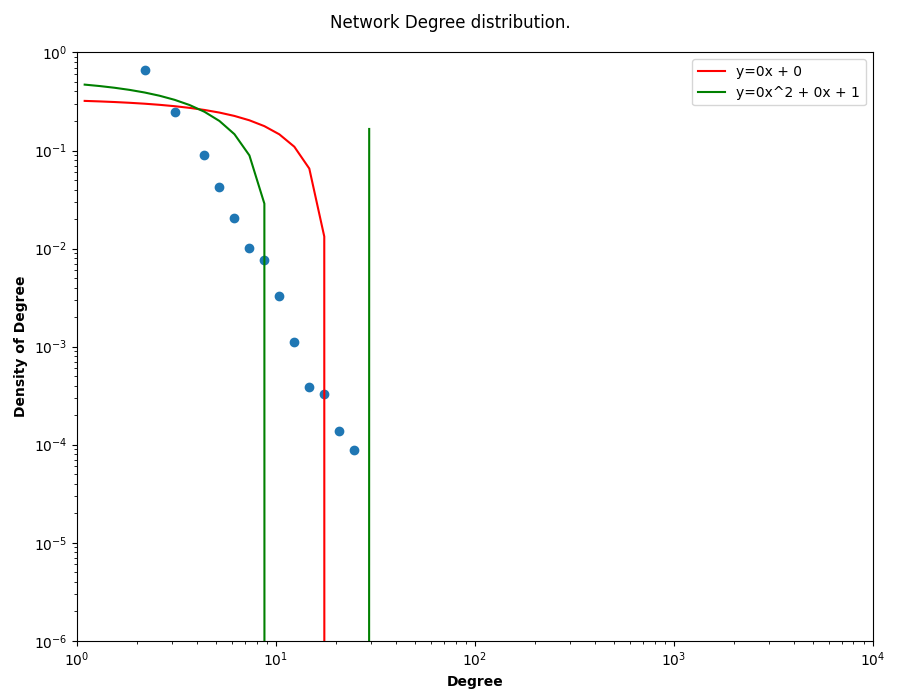 Network Degree distribution.
y=0x + 0
y=0x^2 + 0x + 1
Density of Degree
10^0
10^-1
10^-2
10^-3
10^-4
10^-5
10^-6
10^0 10^1 10^2 10^3 10^4
Degree